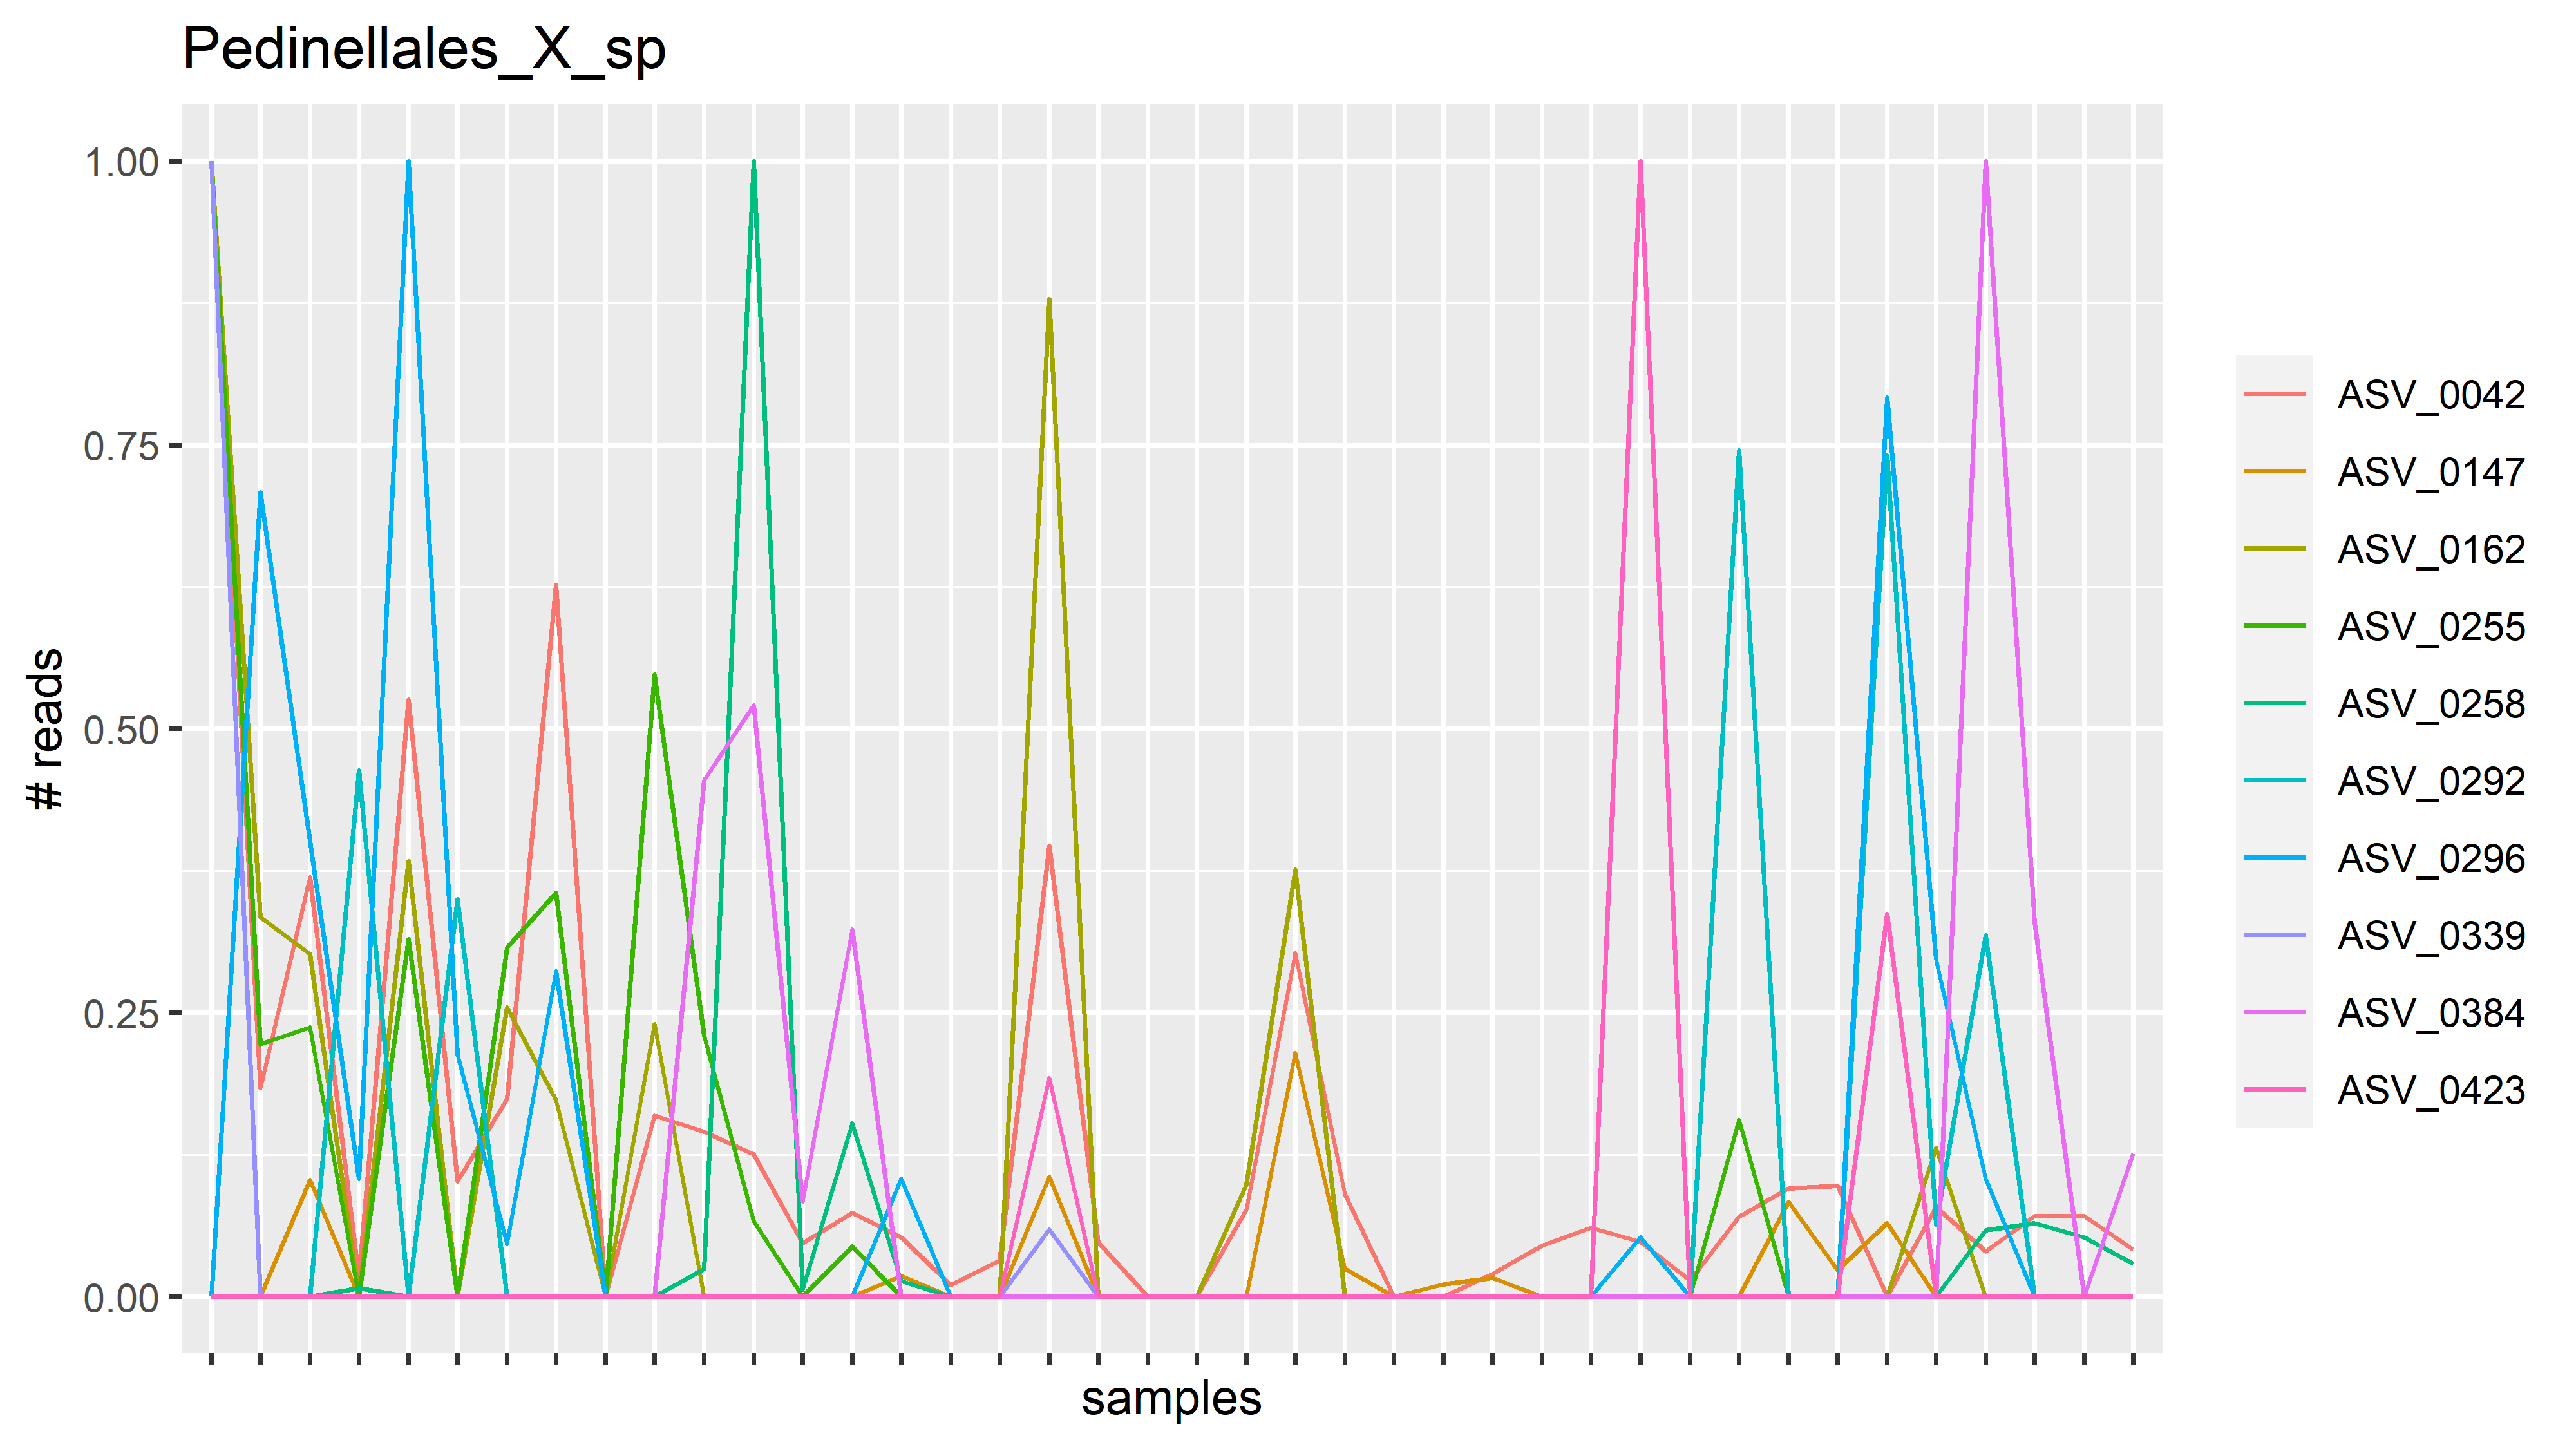 Pedinellales_X_sp
1.00
0.75
0.50
0.25
0.00
# reads
samples
ASV_0042
ASV_0147
ASV_0162
ASV_0255
ASV_0258
ASV_0292
ASV_0296
ASV_0339
ASV_0384
ASV_0423